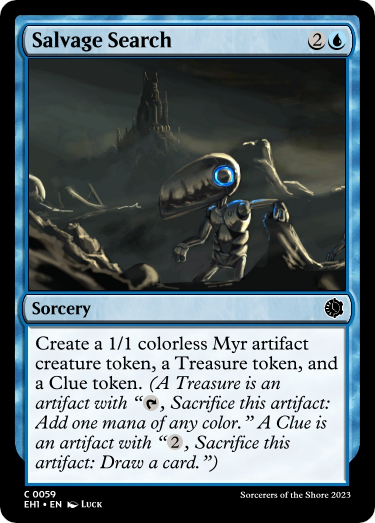 Salvage Search 2
Sorcery
Create a 1/1 colorless Myr artifact
creature token, a Treasure token, and
a Clue token. (A Treasure is an
artifact with “, Sacrifice this artifact:
Add one mana of any color.” A Clue is
an artifact with “2, Sacrifice this
artifact: Draw a card.”)
C 0059
EH1 • EN Luck
Sorcerers of the Shore 2023